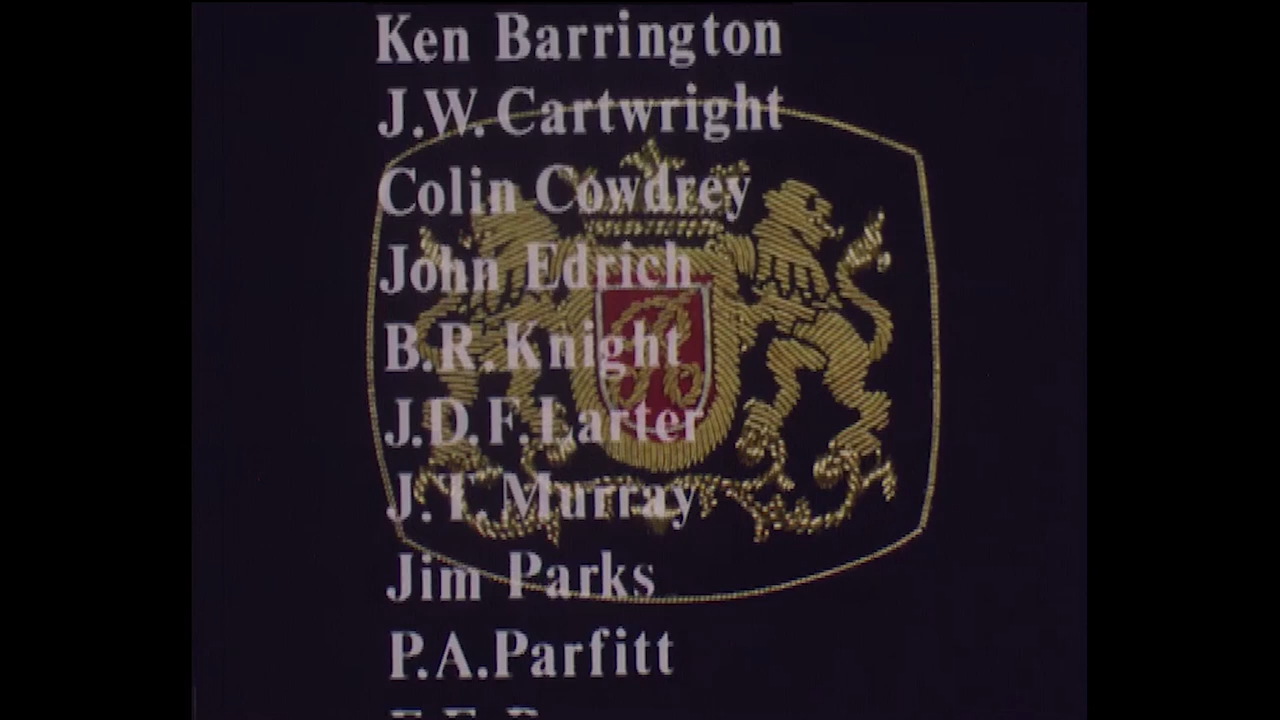 Ken Barrington
J.W. Cartwright
Colin Cowdrey
John Edrich
B.R. Knight
J.D.F. Larter
J.T. Murray
Jim Parks
P.A. Parfitt